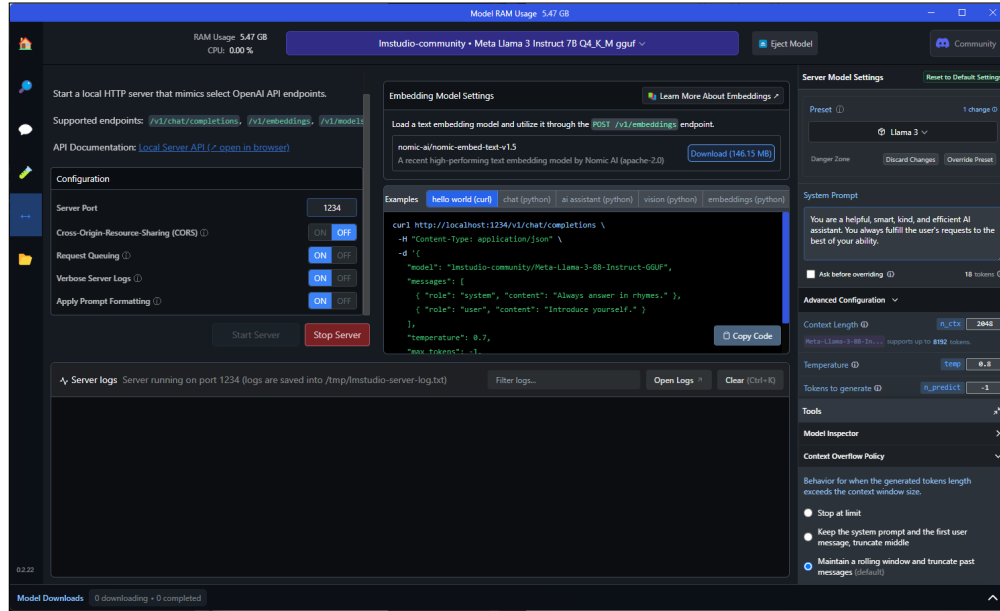 Model RAM Usage 5.47 GB
RAM Usage 5.47 GB
CPU: 0.00 %
lmstudio-community • Meta Llama 3 Instruct 7B Q4_K_M gguf
Eject Model
Community
Start a local HTTP server that mimics select OpenAI API endpoints.
Supported endpoints: /v1/chat/completions, /v1/embeddings, /v1/models
API Documentation: Local Server API (↗ open in browser)
Configuration
Server Port 1234
Cross-Origin-Resource-Sharing (CORS) ⓘ ON OFF
Request Queuing ⓘ ON OFF
Verbose Server Logs ⓘ ON OFF
Apply Prompt Formatting ⓘ ON OFF
Start Server Stop Server
Embedding Model Settings
Learn More About Embeddings ↗
Load a text embedding model and utilize it through the POST /v1/embeddings endpoint.
nomic-ai/nomic-embed-text-v1.5
A recent high-performing text embedding model by Nomic AI (apache-2.0)
Download (146.15 MB)
Examples hello world (curl) chat (python) ai assistant (python) vision (python) embeddings (python)
curl http://localhost:1234/v1/chat/completions \
-H "Content-Type: application/json" \
-d '{
"model": "lmstudio-community/Meta-Llama-3-8B-Instruct-GGUF",
"messages": [
{ "role": "system", "content": "Always answer in rhymes." },
{ "role": "user", "content": "Introduce yourself." }
],
"temperature": 0.7,
"max_tokens": -1,
Copy Code
Server logs Server running on port 1234 (logs are saved into /tmp/lmstudio-server-log.txt)
Filter logs...
Open Logs ↗
Clear (Ctrl+K)
Server Model Settings
Reset to Default Settings
Preset ⓘ 1 change
Llama 3
Danger Zone Discard Changes Override Preset
System Prompt
You are a helpful, smart, kind, and efficient AI
assistant. You always fulfill the user's requests to the
best of your ability.
Ask before overriding ⓘ 18 tokens
Advanced Configuration
Context Length ⓘ n_ctx 2048
Meta-Llama-3-8B-In... supports up to 8192 tokens.
Temperature ⓘ temp 0.8
Tokens to generate ⓘ n_predict -1
Tools
Model Inspector
Context Overflow Policy
Behavior for when the generated tokens length
exceeds the context window size.
Stop at limit
Keep the system prompt and the first user
message, truncate middle
Maintain a rolling window and truncate past
messages (default)
0.2.22
Model Downloads 0 downloading • 0 completed